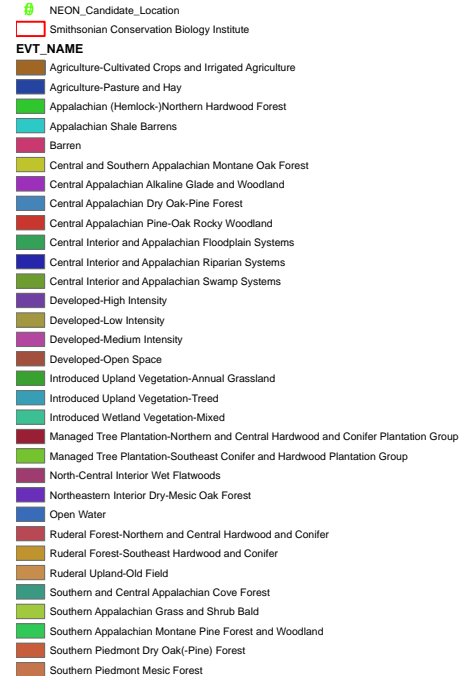 NEON_Candidate_Location
Smithsonian Conservation Biology Institute
EVT_NAME
Agriculture-Cultivated Crops and Irrigated Agriculture
Agriculture-Pasture and Hay
Appalachian (Hemlock-)Northern Hardwood Forest
Appalachian Shale Barrens
Barren
Central and Southern Appalachian Montane Oak Forest
Central Appalachian Alkaline Glade and Woodland
Central Appalachian Dry Oak-Pine Forest
Central Appalachian Pine-Oak Rocky Woodland
Central Interior and Appalachian Floodplain Systems
Central Interior and Appalachian Riparian Systems
Central Interior and Appalachian Swamp Systems
Developed-High Intensity
Developed-Low Intensity
Developed-Medium Intensity
Developed-Open Space
Introduced Upland Vegetation-Annual Grassland
Introduced Upland Vegetation-Treed
Introduced Wetland Vegetation-Mixed
Managed Tree Plantation-Northern and Central Hardwood and Conifer Plantation Group
Managed Tree Plantation-Southeast Conifer and Hardwood Plantation Group
North-Central Interior Wet Flatwoods
Northeastern Interior Dry-Mesic Oak Forest
Open Water
Ruderal Forest-Northern and Central Hardwood and Conifer
Ruderal Forest-Southeast Hardwood and Conifer
Ruderal Upland-Old Field
Southern and Central Appalachian Cove Forest
Southern Appalachian Grass and Shrub Bald
Southern Appalachian Montane Pine Forest and Woodland
Southern Piedmont Dry Oak(-Pine) Forest
Southern Piedmont Mesic Forest